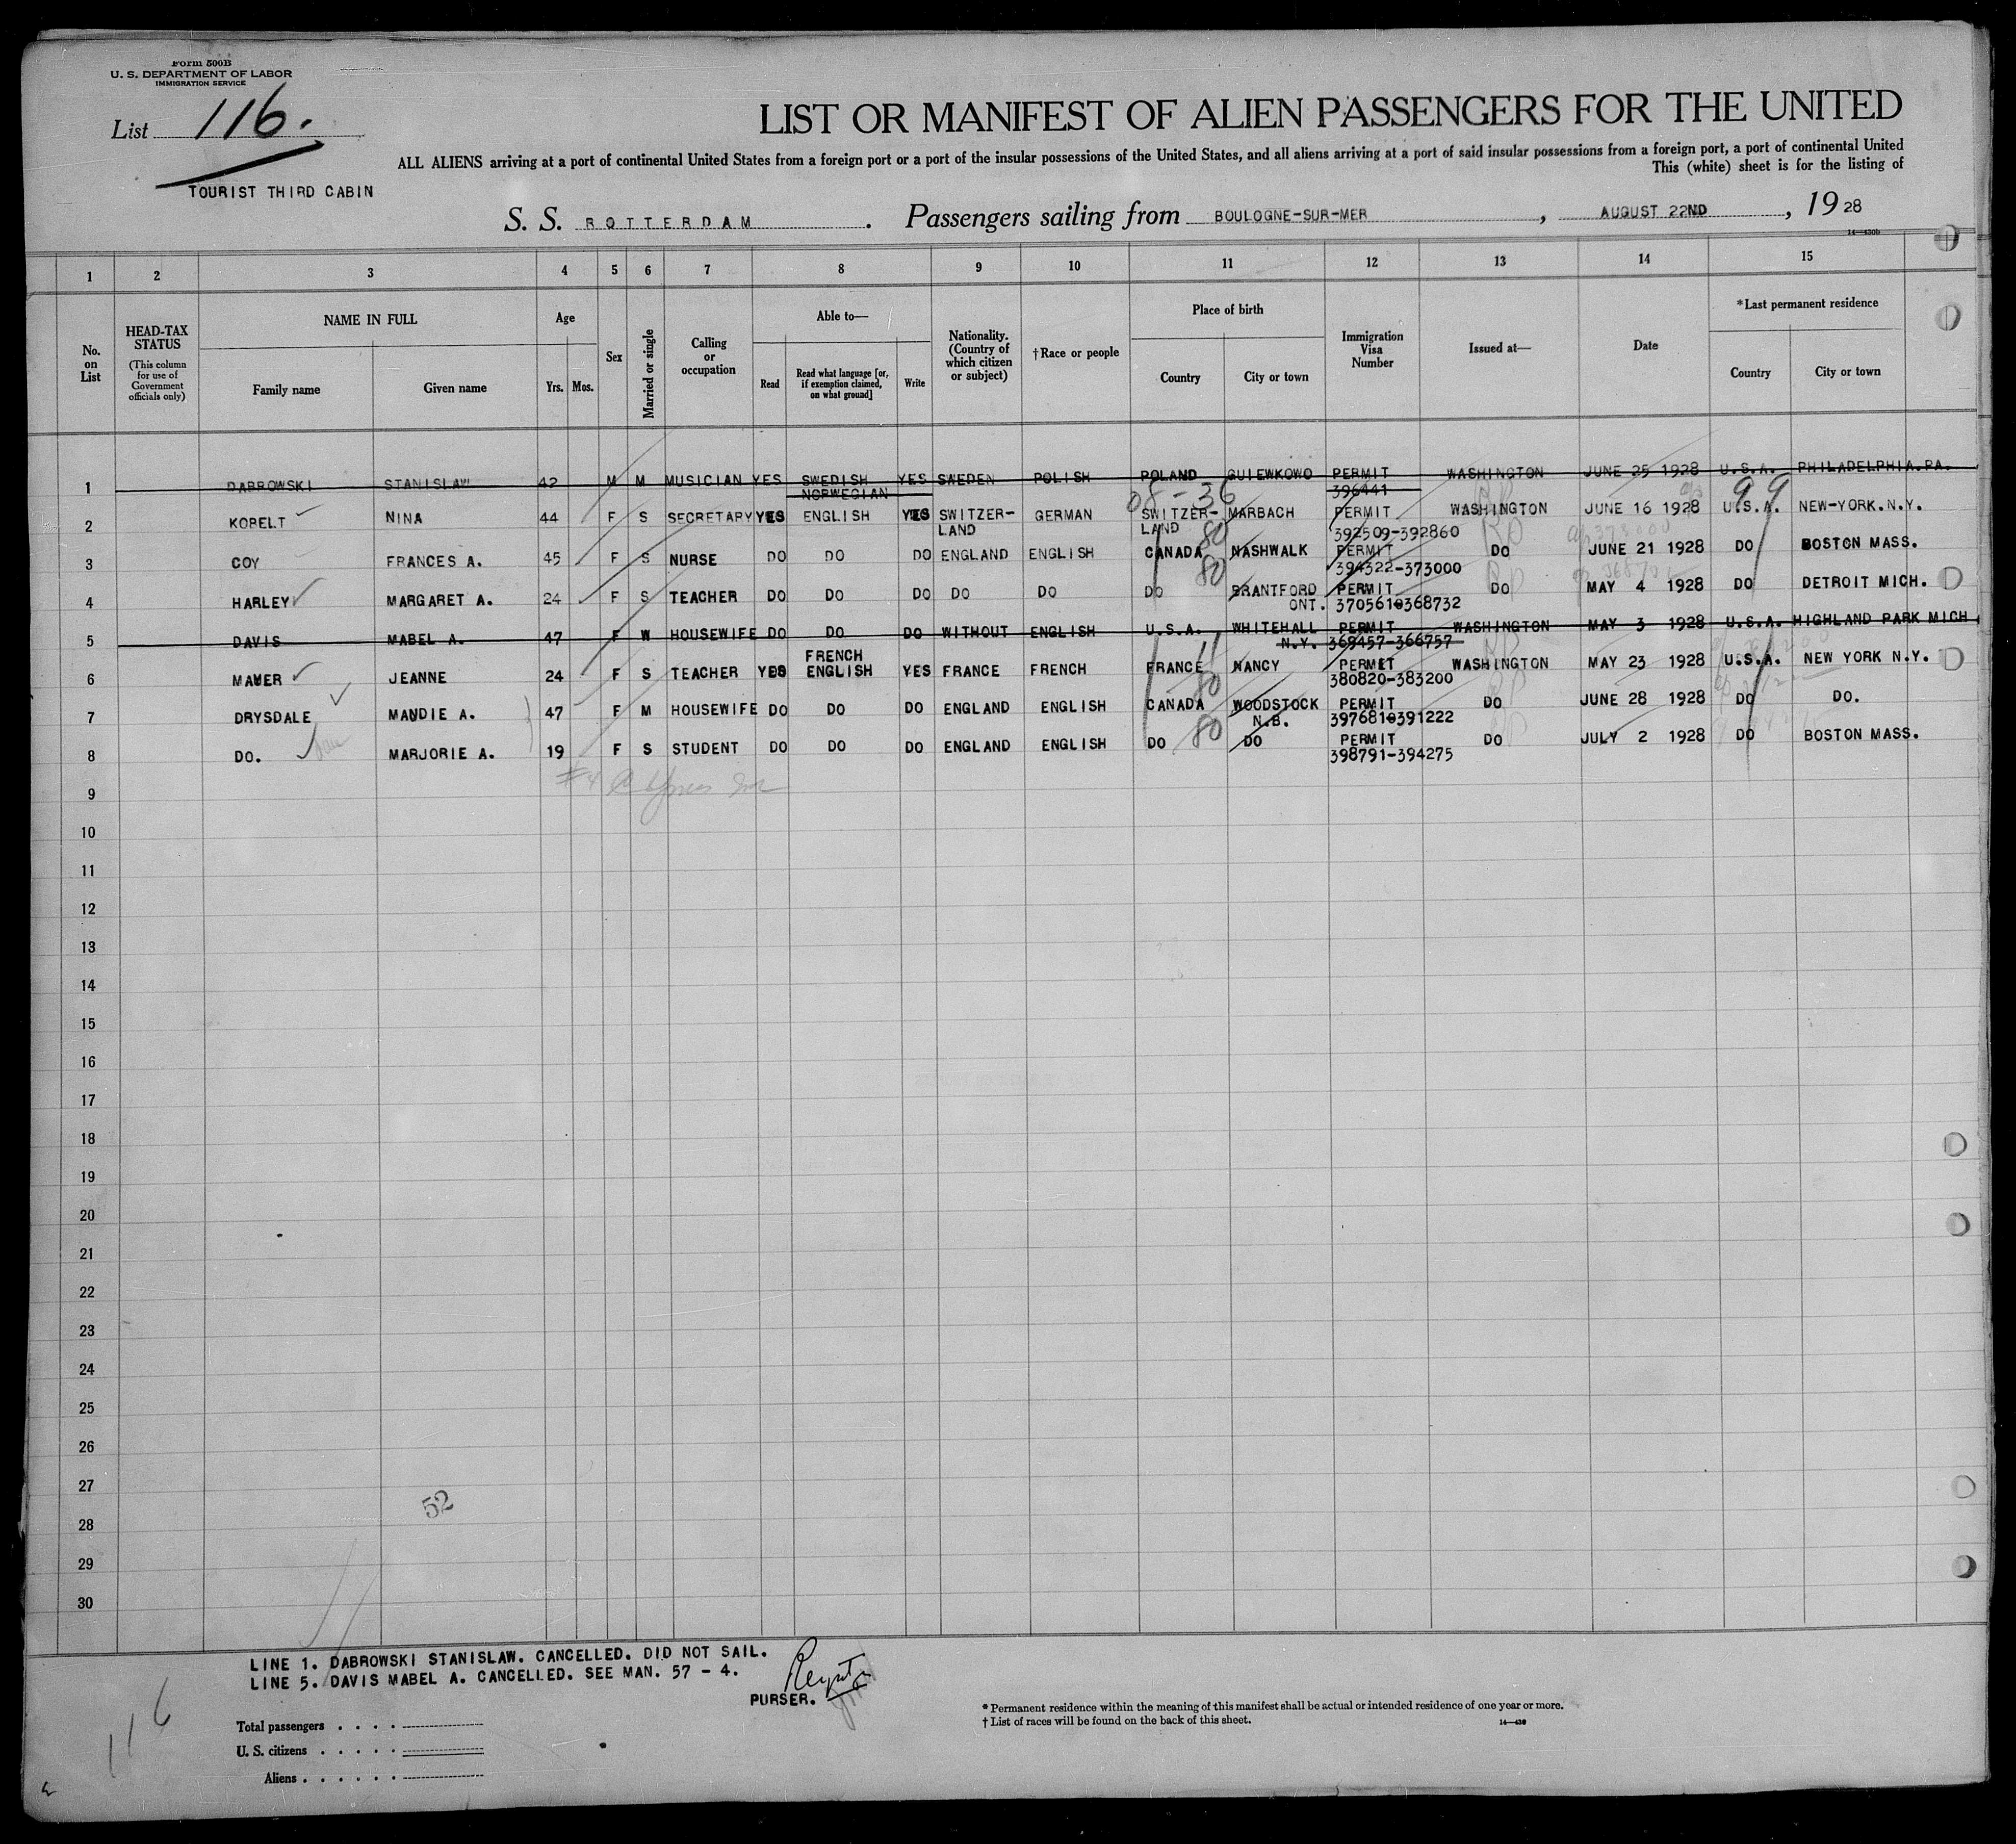 Form 500B
U. S. DEPARTMENT OF LABOR
IMMIGRATION SERVICE
List 116.
TOURIST THIRD CABIN
LIST OR MANIFEST OF ALIEN PASSENGERS FOR THE UNITED
ALL ALIENS arriving at a port of continental United States from a foreign port or a port of the insular possessions of the United States, and all aliens arriving at a port of said insular possessions from a foreign port, a port of continental United
This (white) sheet is for the listing of
S. S. ROTTERDAM. Passengers sailing from BOULOGNE-SUR-MER, AUGUST 22ND, 1928
14—430b
1 2 3 4 5 6 7 8 9 10 11 12 13 14 15
No. on List
HEAD-TAX STATUS (This column for use of Government officials only)
NAME IN FULL Family name Given name
Age Yrs. Mos.
Sex
Married or single
Calling or occupation
Able to— Read Read what language [or, if exemption claimed, on what ground] Write
Nationality. (Country of which citizen or subject)
†Race or people
Place of birth Country City or town
Immigration Visa Number
Issued at—
Date
*Last permanent residence Country City or town
1 DABROWSKI STANISLAW 42 M M MUSICIAN YES SWEDISH NORWEGIAN YES SWEDEN POLISH POLAND GULEWKOWO PERMIT 396441 WASHINGTON JUNE 25 1928 U.S.A. PHILADELPHIA.PA.
08-36 99
2 KOBELT NINA 44 F S SECRETARY YES ENGLISH YES SWITZER-LAND GERMAN SWITZER-LAND MARBACH PERMIT 392509-392860 WASHINGTON JUNE 16 1928 U.S.A. NEW-YORK.N.Y.
3 COY FRANCES A. 45 F S NURSE DO DO DO ENGLAND ENGLISH CANADA 80 NASHWALK PERMIT 394322-373000 DO JUNE 21 1928 DO BOSTON MASS.
4 HARLEY MARGARET A. 24 F S TEACHER DO DO DO DO DO DO 80 BRANTFORD ONT. PERMIT 370561-368732 DO MAY 4 1928 DO DETROIT MICH.
5 DAVIS MABEL A. 47 F W HOUSEWIFE DO DO DO WITHOUT ENGLISH U.S.A. WHITEHALL N.Y. PERMIT 369457-366757 WASHINGTON MAY 3 1928 U.S.A. HIGHLAND PARK MICH
6 MAUER JEANNE 24 F S TEACHER YES FRENCH ENGLISH YES FRANCE FRENCH FRANCE 11 NANCY PERMIT 380820-383200 WASHINGTON MAY 23 1928 U.S.A. NEW YORK N.Y.
7 DRYSDALE MAUDIE A. 47 F M HOUSEWIFE DO DO DO ENGLAND ENGLISH CANADA 80 WOODSTOCK N.B. PERMIT 397681-391222 DO JUNE 28 1928 DO DO.
8 DO. MARJORIE A. 19 F S STUDENT DO DO DO ENGLAND ENGLISH DO 80 DO PERMIT 398791-394275 DO JULY 2 1928 DO BOSTON MASS.
9
10
11
12
13
14
15
16
17
18
19
20
21
22
23
24
25
26
27
52
28
29
30
LINE 1. DABROWSKI STANISLAW. CANCELLED. DID NOT SAIL.
LINE 5. DAVIS MABEL A. CANCELLED. SEE MAN. 57 - 4.
PURSER.
116
Total passengers
U. S. citizens
Aliens
* Permanent residence within the meaning of this manifest shall be actual or intended residence of one year or more.
† List of races will be found on the back of this sheet.
14—430